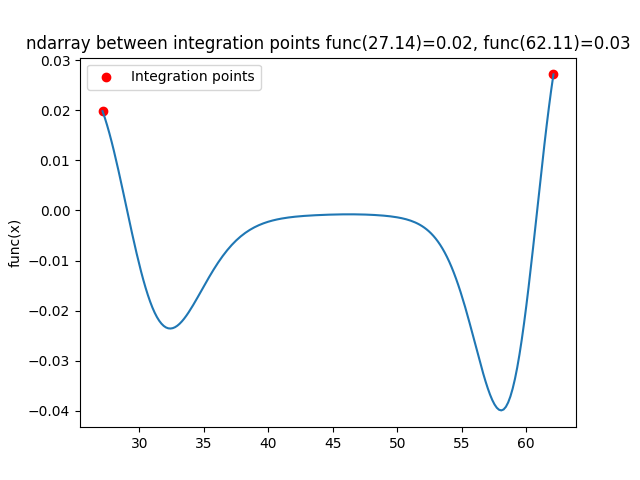 ndarray between integration points func(27.14)=0.02, func(62.11)=0.03
Integration points
func(x)
0.03
0.02
0.01
0.00
−0.01
−0.02
−0.03
−0.04
30 35 40 45 50 55 60